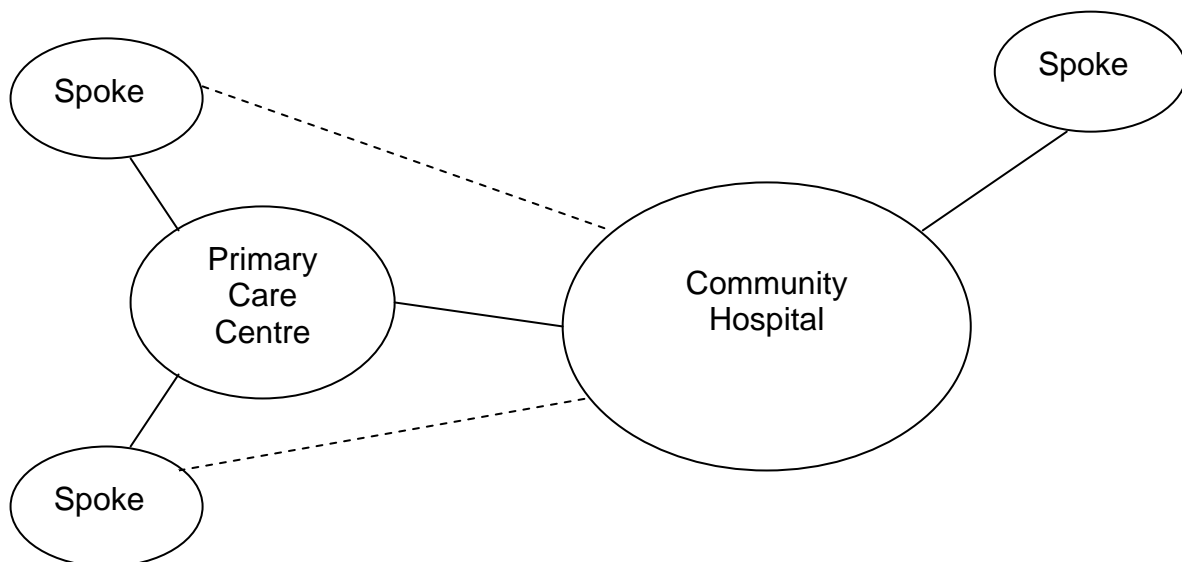 Spoke
Spoke
Primary
Care
Centre
Community
Hospital
Spoke